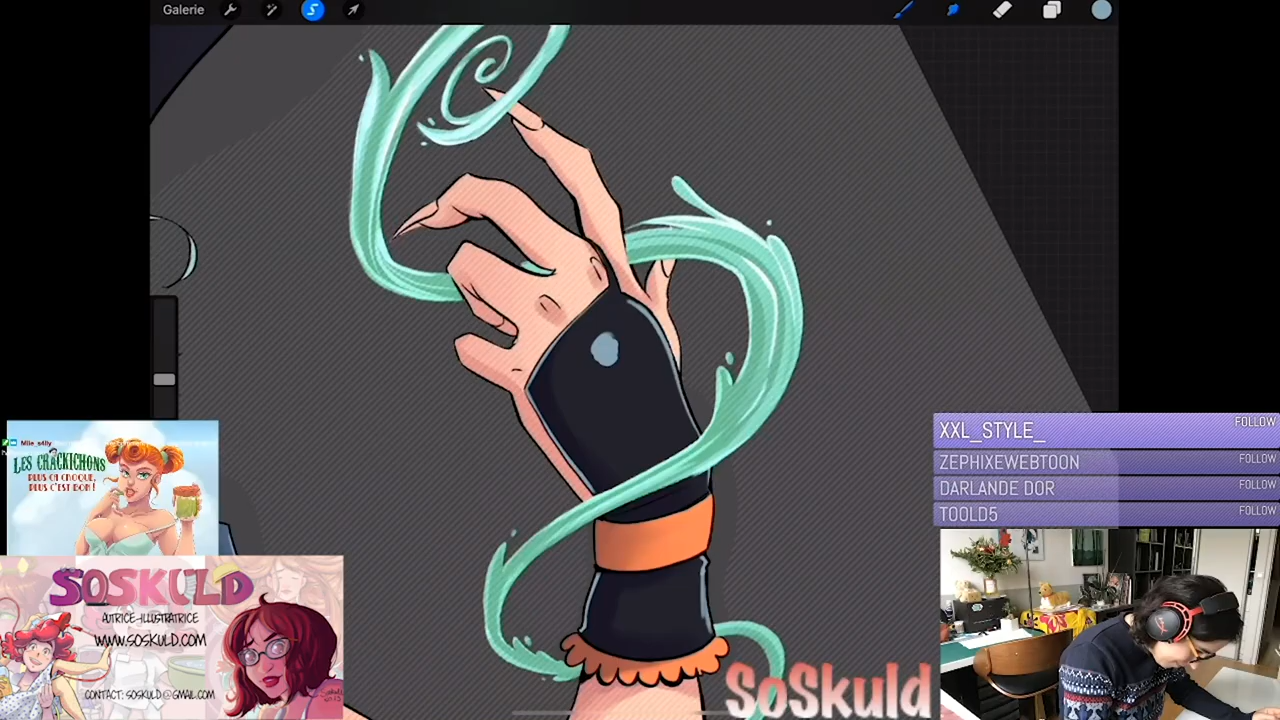 Galerie
S
Mlle_s4lly
LES CRACKICHONS
PLUS ON CROQUE,
PLUS C'EST BON !
SOSKULD
AUTRICE-ILLUSTRATRICE
WWW.SOSKULD.COM
CONTACT: SOSKULD@GMAIL.COM
SoSkuld
XXL_STYLE_ FOLLOW
ZEPHIXEWEBTOON FOLLOW
DARLANDE DOR FOLLOW
TOOLD5 FOLLOW